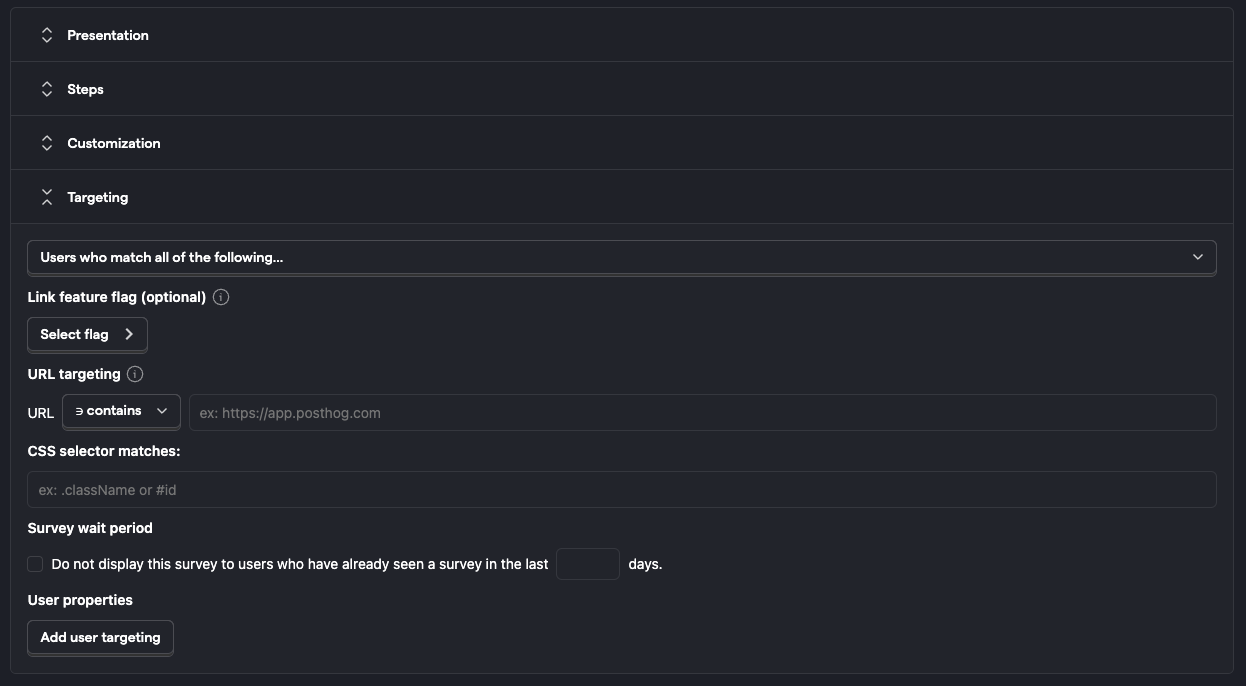 Presentation
Steps
Customization
Targeting
Users who match all of the following...
Link feature flag (optional)
Select flag
URL targeting
URL ∋ contains ex: https://app.posthog.com
CSS selector matches:
ex: .className or #id
Survey wait period
Do not display this survey to users who have already seen a survey in the last days.
User properties
Add user targeting